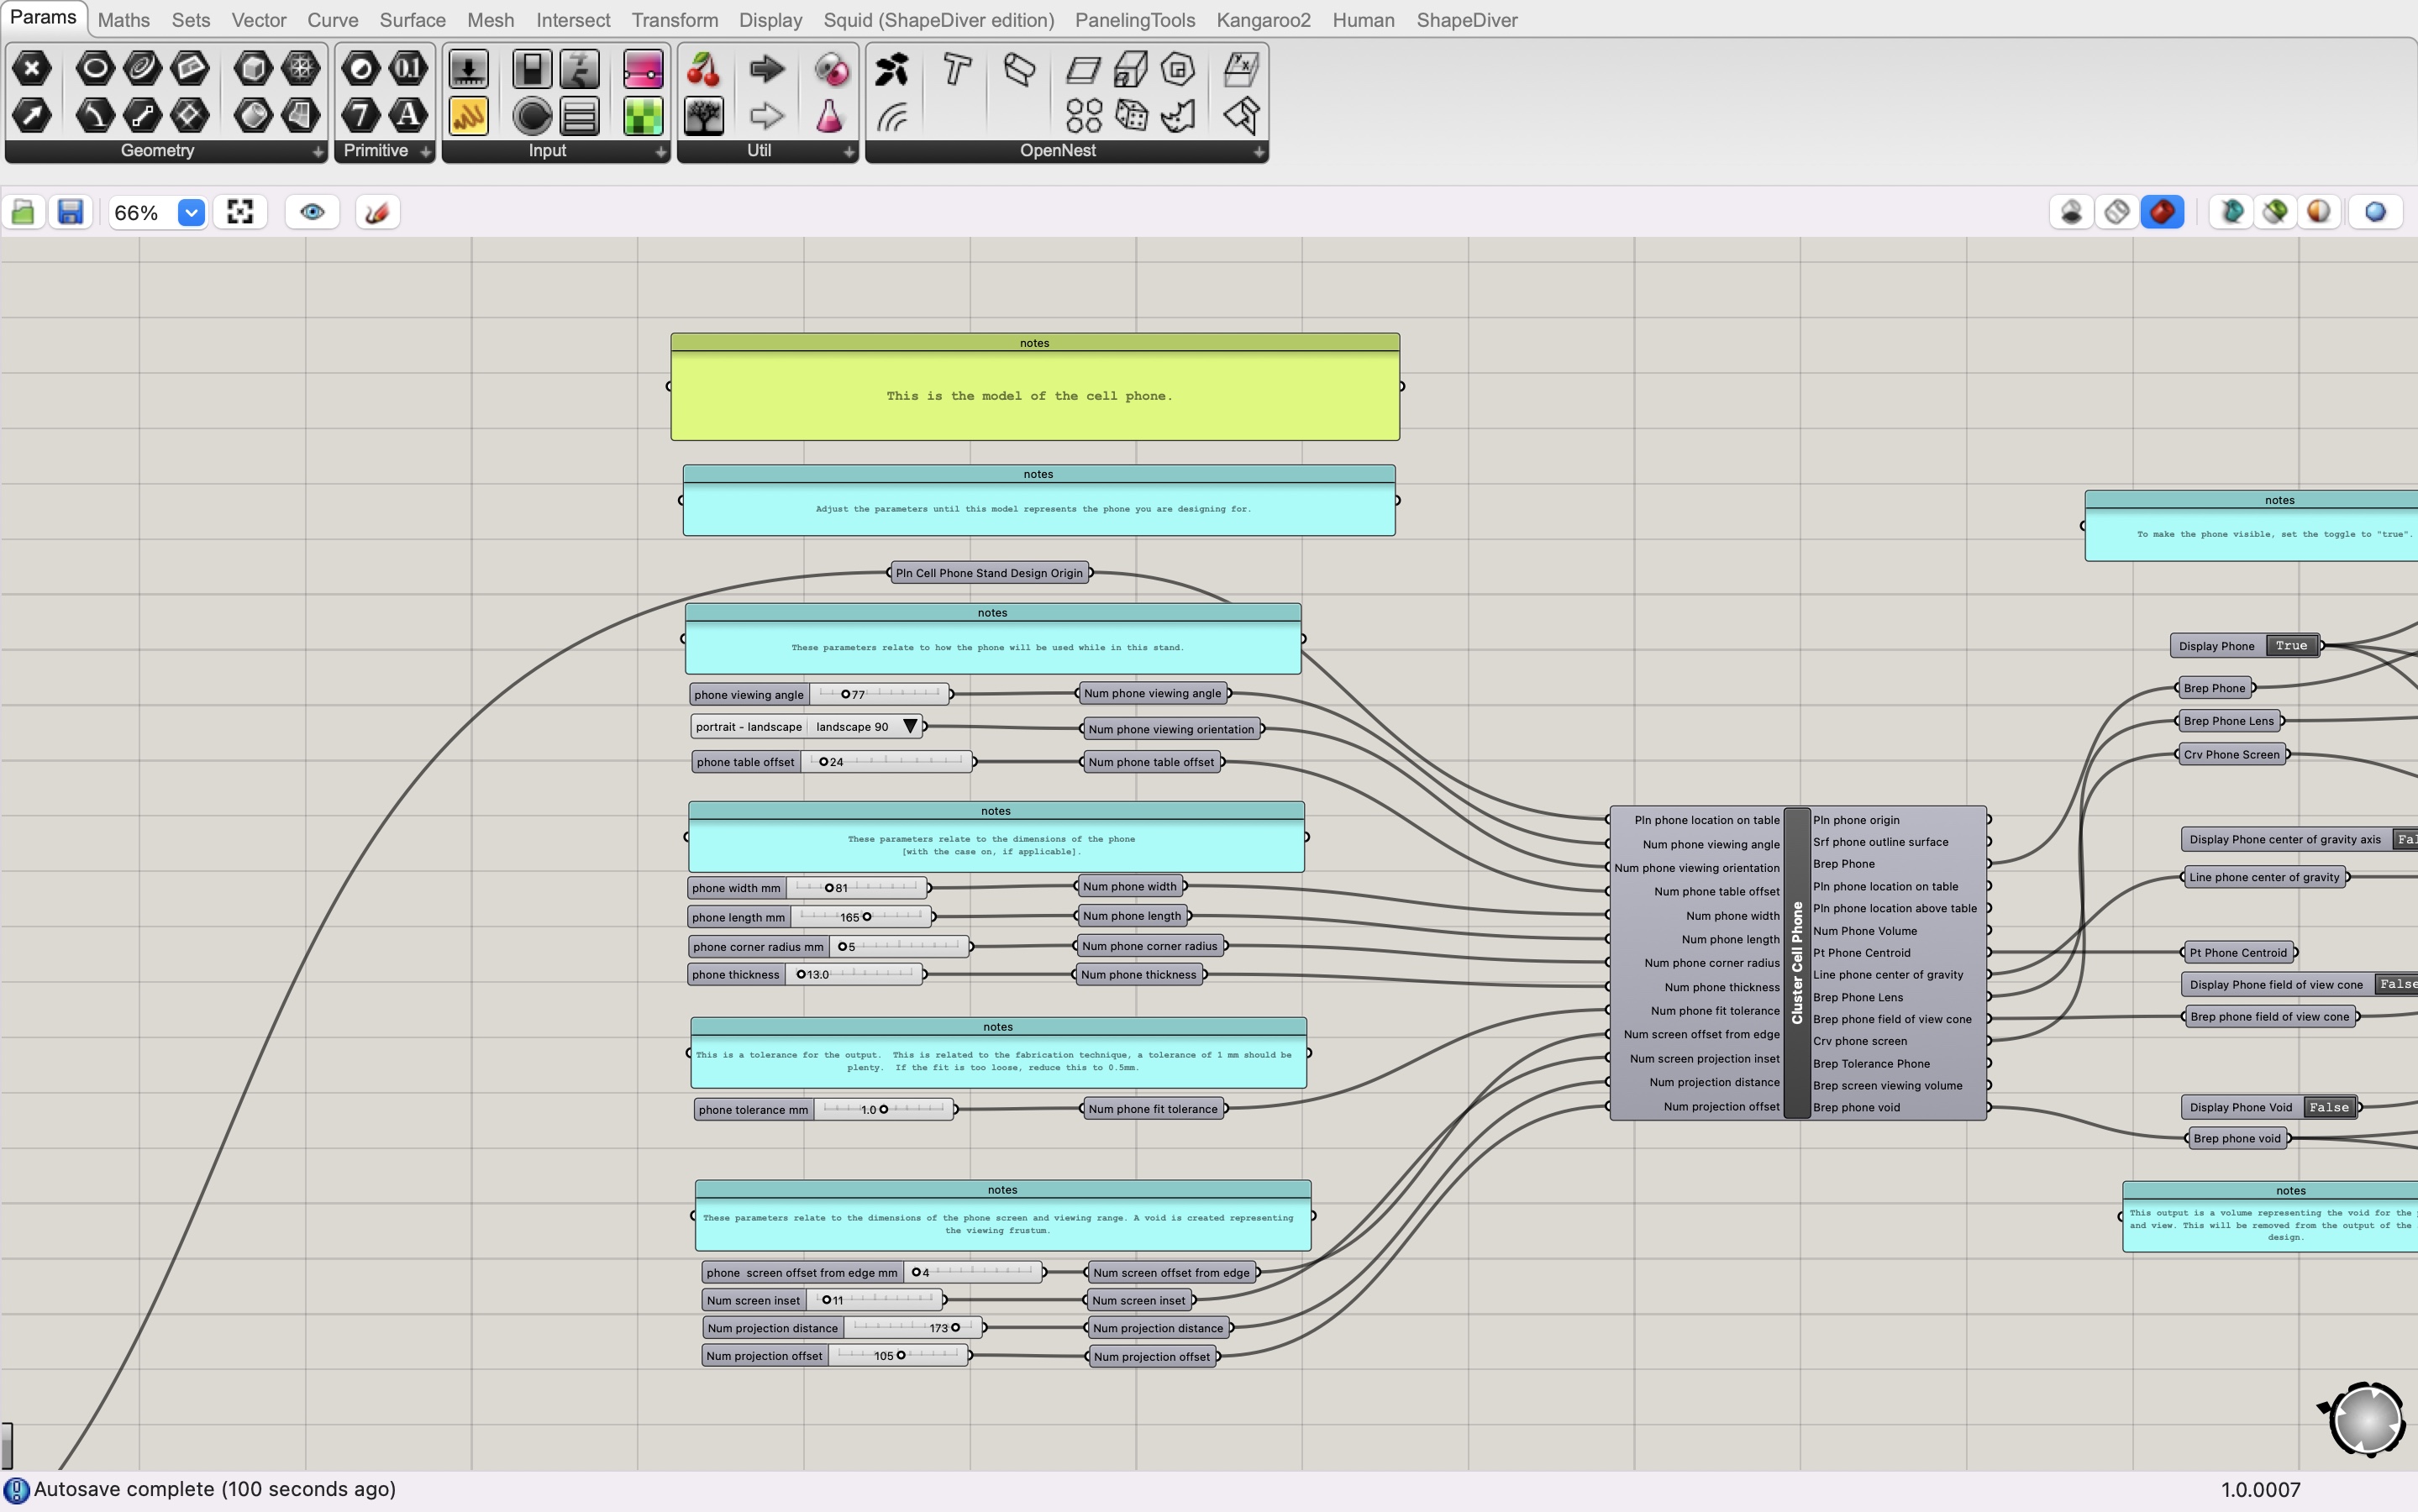 Params Maths Sets Vector Curve Surface Mesh Intersect Transform Display Squid (ShapeDiver edition) PanelingTools Kangaroo2 Human ShapeDiver
Geometry Primitive Input Util OpenNest
66%
notes
This is the model of the cell phone.
notes
Adjust the parameters until this model represents the phone you are designing for.
notes
To make the phone visible, set the toggle to "true".
Pln Cell Phone Stand Design Origin
notes
These parameters relate to how the phone will be used while in this stand.
phone viewing angle 77 Num phone viewing angle
portrait - landscape landscape 90 Num phone viewing orientation
phone table offset 24 Num phone table offset
notes
These parameters relate to the dimensions of the phone
[with the case on, if applicable].
phone width mm 81 Num phone width
phone length mm 165 Num phone length
phone corner radius mm 5 Num phone corner radius
phone thickness 13.0 Num phone thickness
notes
This is a tolerance for the output. This is related to the fabrication technique, a tolerance of 1 mm should be
plenty. If the fit is too loose, reduce this to 0.5mm.
phone tolerance mm 1.0 Num phone fit tolerance
notes
These parameters relate to the dimensions of the phone screen and viewing range. A void is created representing
the viewing frustum.
phone screen offset from edge mm 4 Num screen offset from edge
Num screen inset 11 Num screen inset
Num projection distance 173 Num projection distance
Num projection offset 105 Num projection offset
Pln phone location on table
Num phone viewing angle
Num phone viewing orientation
Num phone table offset
Num phone width
Num phone length
Num phone corner radius
Num phone thickness
Num phone fit tolerance
Num screen offset from edge
Num screen projection inset
Num projection distance
Num projection offset
Cluster Cell Phone
Pln phone origin
Srf phone outline surface
Brep Phone
Pln phone location on table
Pln phone location above table
Num Phone Volume
Pt Phone Centroid
Line phone center of gravity
Brep Phone Lens
Brep phone field of view cone
Crv phone screen
Brep Tolerance Phone
Brep screen viewing volume
Brep phone void
Display Phone True
Brep Phone
Brep Phone Lens
Crv Phone Screen
Display Phone center of gravity axis Fal
Line phone center of gravity
Pt Phone Centroid
Display Phone field of view cone False
Brep phone field of view cone
Display Phone Void False
Brep phone void
notes
This output is a volume representing the void for the
and view. This will be removed from the output of the
design.
Autosave complete (100 seconds ago)
1.0.0007